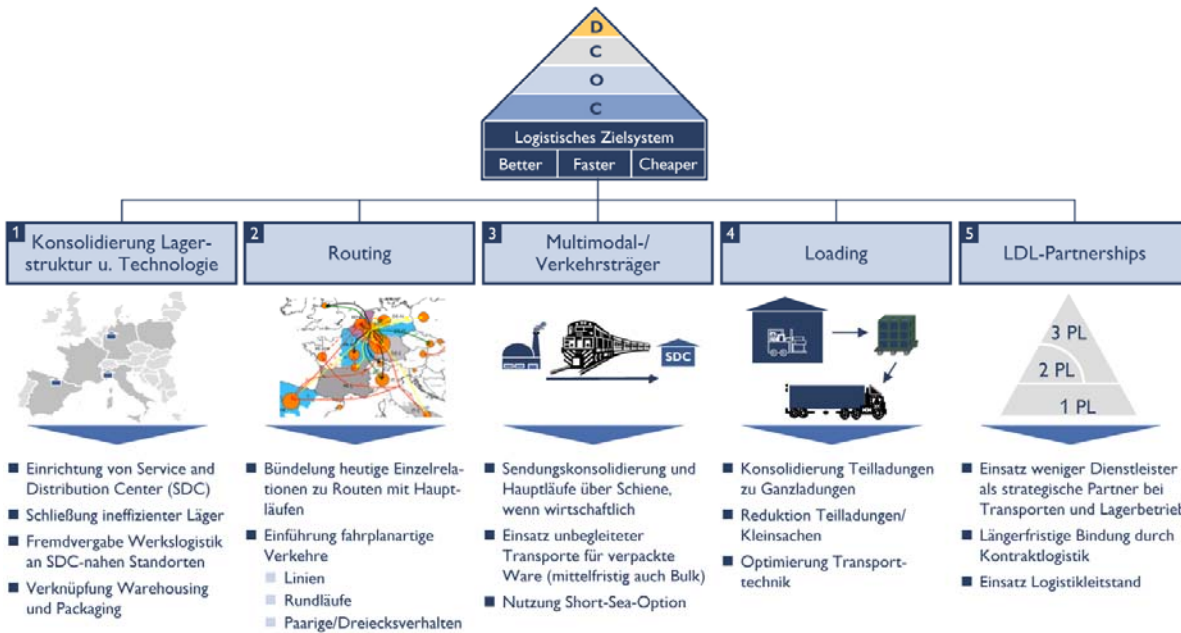 D
C
O
C
Logistisches Zielsystem
Better Faster Cheaper
1
Konsolidierung Lager-
struktur u. Technologie
Einrichtung von Service and
Distribution Center (SDC)
Schließung ineffizienter Läger
Fremdvergabe Werkslogistik
an SDC-nahen Standorten
Verknüpfung Warehousing
und Packaging
2
Routing
Bündelung heutige Einzelrela-
tionen zu Routen mit Haupt-
läufen
Einführung fahrplanartige
Verkehre
Linien
Rundläufe
Paarige/Dreiecksverhalten
3
Multimodal-/
Verkehrsträger
SDC
Sendungskonsolidierung und
Hauptläufe über Schiene,
wenn wirtschaftlich
Einsatz unbegleiteter
Transporte für verpackte
Ware (mittelfristig auch Bulk)
Nutzung Short-Sea-Option
4
Loading
Konsolidierung Teilladungen
zu Ganzladungen
Reduktion Teilladungen/
Kleinsachen
Optimierung Transport-
technik
5
LDL-Partnerships
3 PL
2 PL
1 PL
Einsatz weniger Dienstleister
als strategische Partner bei
Transporten und Lagerbetrieb
Längerfristige Bindung durch
Kontraktlogistik
Einsatz Logistikleitstand